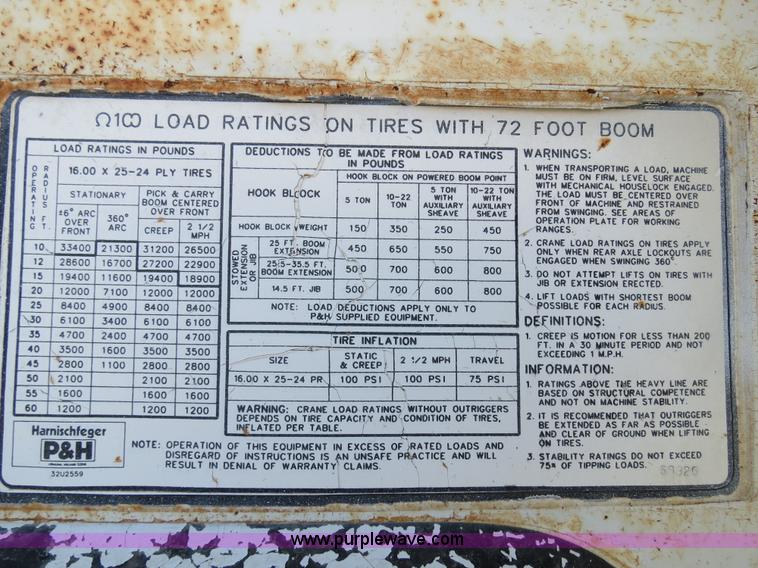 Ω100 LOAD RATINGS ON TIRES WITH 72 FOOT BOOM
LOAD RATINGS IN POUNDS
OPERATING RADIUS FT.
16.00 X 25-24 PLY TIRES
STATIONARY
PICK & CARRY BOOM CENTERED OVER FRONT
±6° ARC OVER FRONT
360° ARC
CREEP
2 1/2 MPH
10 33400 21300 31200 26500
12 28600 16700 27200 22900
15 19400 11600 19400 18900
20 12000 7100 12000 12000
25 8400 4900 8400 8400
30 6100 3400 6100 6100
35 4700 2400 4700 4700
40 3500 1600 3500 3500
45 2800 1100 2800 2800
50 2100 2100 2100
55 1600 1600 1600
60 1200 1200 1200
Harnischfeger
P&H
32U2559
DEDUCTIONS TO BE MADE FROM LOAD RATINGS
IN POUNDS
HOOK BLOCK
HOOK BLOCK ON POWERED BOOM POINT
5 TON
10-22 TON
5 TON WITH AUXILIARY SHEAVE
10-22 TON WITH AUXILIARY SHEAVE
HOOK BLOCK WEIGHT 150 350 250 450
STOWED EXTENSION OR JIB
25 FT. BOOM EXTENSION 450 650 550 750
25.5-35.5 FT. BOOM EXTENSION 500 700 600 800
14.5 FT. JIB 500 700 600 800
NOTE: LOAD DEDUCTIONS APPLY ONLY TO
P&H SUPPLIED EQUIPMENT.
TIRE INFLATION
SIZE
STATIC & CREEP
2 1/2 MPH
TRAVEL
16.00 X 25-24 PR 100 PSI 100 PSI 75 PSI
WARNING: CRANE LOAD RATINGS WITHOUT OUTRIGGERS
DEPENDS ON TIRE CAPACITY AND CONDITION OF TIRES,
INFLATED PER TABLE.
NOTE: OPERATION OF THIS EQUIPMENT IN EXCESS OF RATED LOADS AND
DISREGARD OF INSTRUCTIONS IS AN UNSAFE PRACTICE AND WILL
RESULT IN DENIAL OF WARRANTY CLAIMS.
WARNINGS:
1. WHEN TRANSPORTING A LOAD, MACHINE
MUST BE ON FIRM, LEVEL SURFACE
WITH MECHANICAL HOUSELOCK ENGAGED.
THE LOAD MUST BE CENTERED OVER
FRONT OF MACHINE AND RESTRAINED
FROM SWINGING. SEE AREAS OF
OPERATION PLATE FOR WORKING
RANGES.
2. CRANE LOAD RATINGS ON TIRES APPLY
ONLY WHEN REAR AXLE LOCKOUTS ARE
ENGAGED WHEN SWINGING 360°.
3. DO NOT ATTEMPT LIFTS ON TIRES WITH
JIB OR EXTENSION ERECTED.
4. LIFT LOADS WITH SHORTEST BOOM
POSSIBLE FOR EACH RADIUS.
DEFINITIONS:
1. CREEP IS MOTION FOR LESS THAN 200
FT. IN A 30 MINUTE PERIOD AND NOT
EXCEEDING 1 M.P.H.
INFORMATION:
1. RATINGS ABOVE THE HEAVY LINE ARE
BASED ON STRUCTURAL COMPETENCE
AND NOT ON MACHINE STABILITY.
2. IT IS RECOMMENDED THAT OUTRIGGERS
BE EXTENDED AS FAR AS POSSIBLE
AND CLEAR OF GROUND WHEN LIFTING
ON TIRES.
3. STABILITY RATINGS DO NOT EXCEED
75% OF TIPPING LOADS.
www.purplewave.com